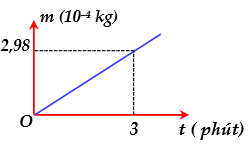 m (10⁻⁴ kg)
2,98
O
3
t ( phút)